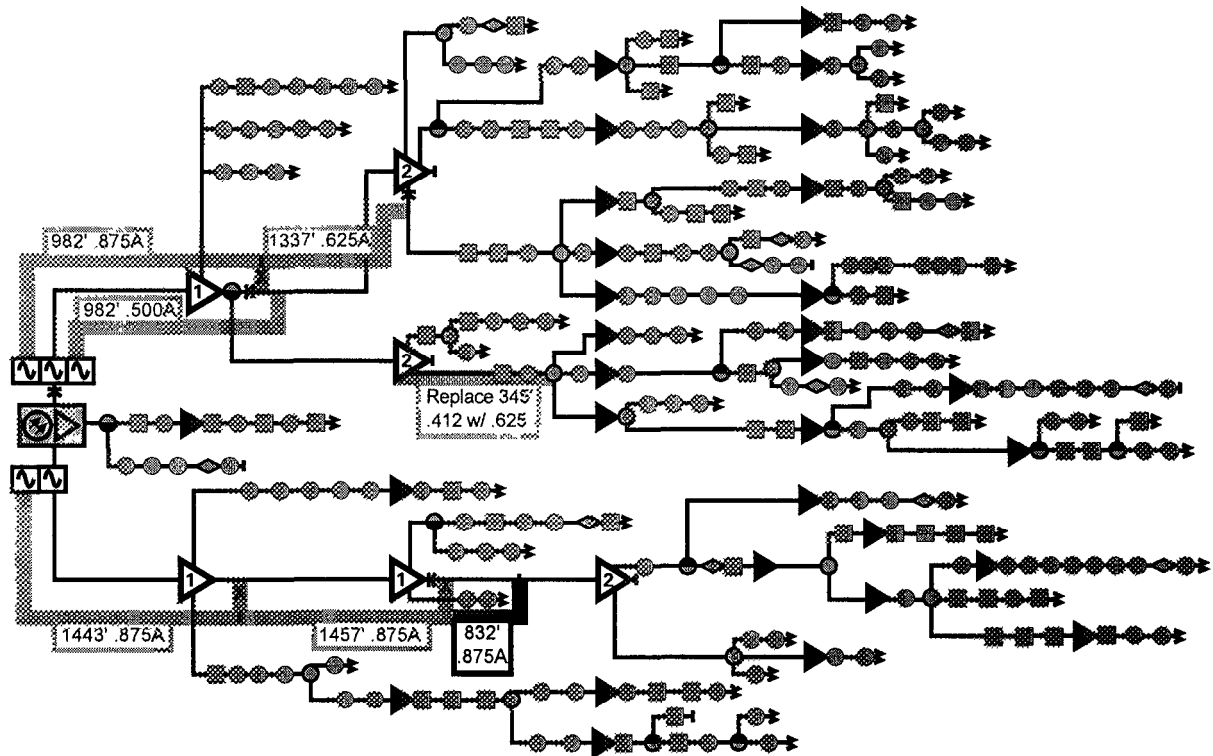 2
982' .875A
1337' .625A
1
982' .500A
2
Replace 345'
.412 w/ .625
1
1
2
1443' .875A
1457' .875A
832'
.875A